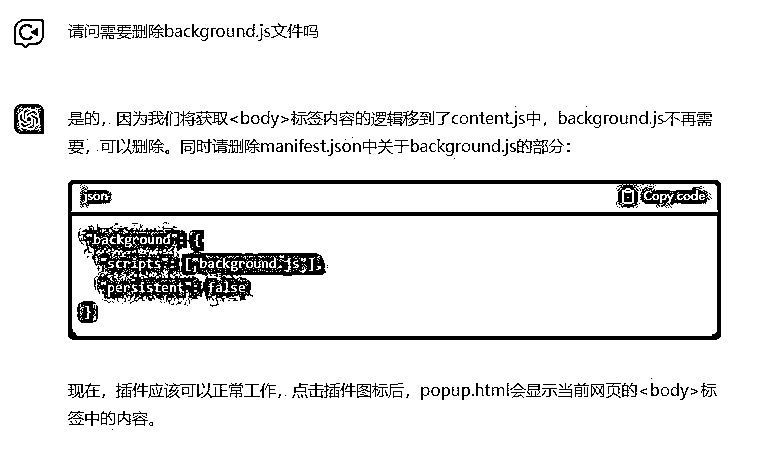 请问需要删除background.js文件吗
是的，因为我们将获取<body>标签内容的逻辑移到了content.js中，background.js不再需
要，可以删除。同时请删除manifest.json中关于background.js的部分：
json
Copy code
"background": {
"scripts": ["background.js"],
"persistent": false
}
现在，插件应该可以正常工作，点击插件图标后，popup.html会显示当前网页的<body>标
签中的内容。